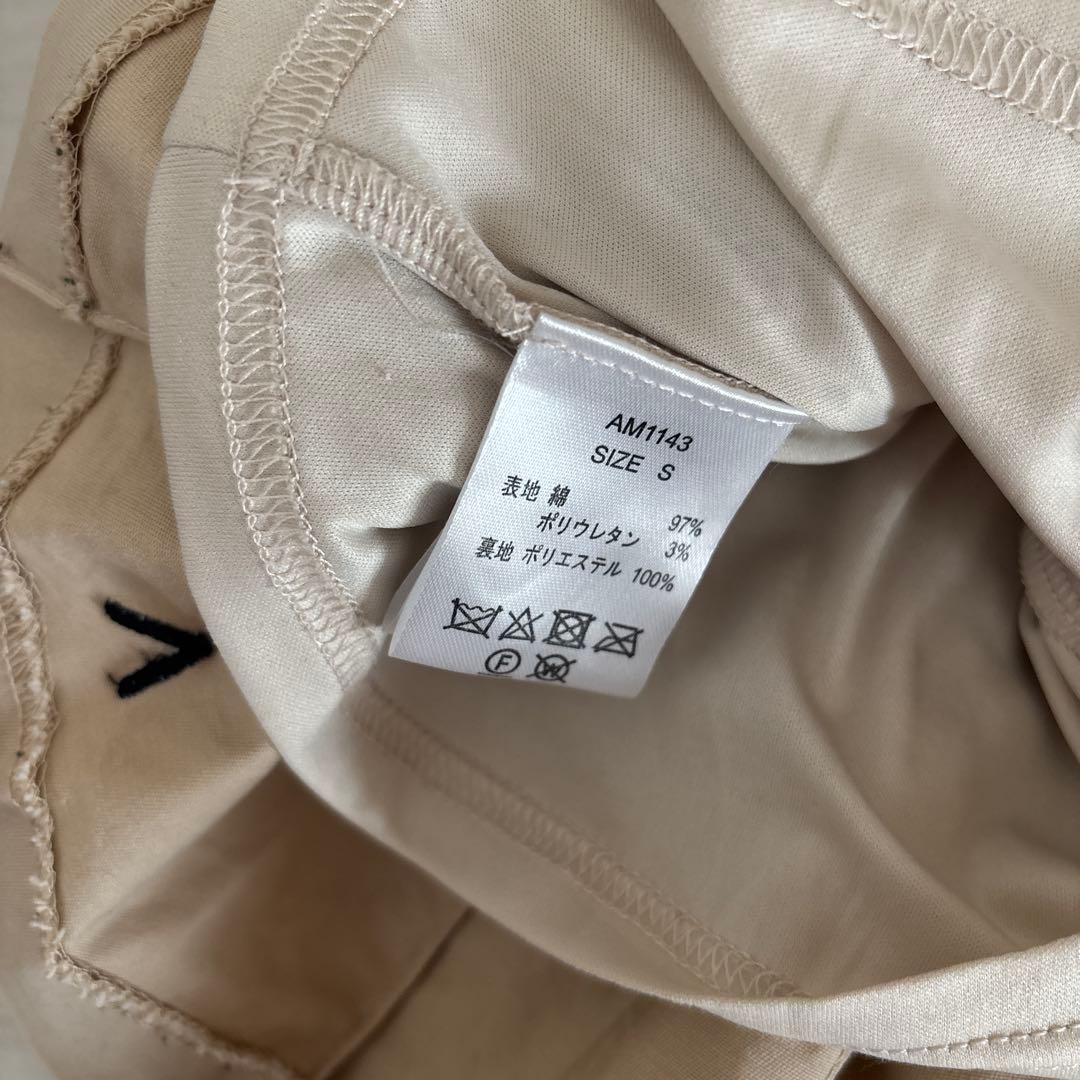 AM1143
SIZE S
表地 綿 97%
ポリウレタン 3%
裏地 ポリエステル 100%
F W